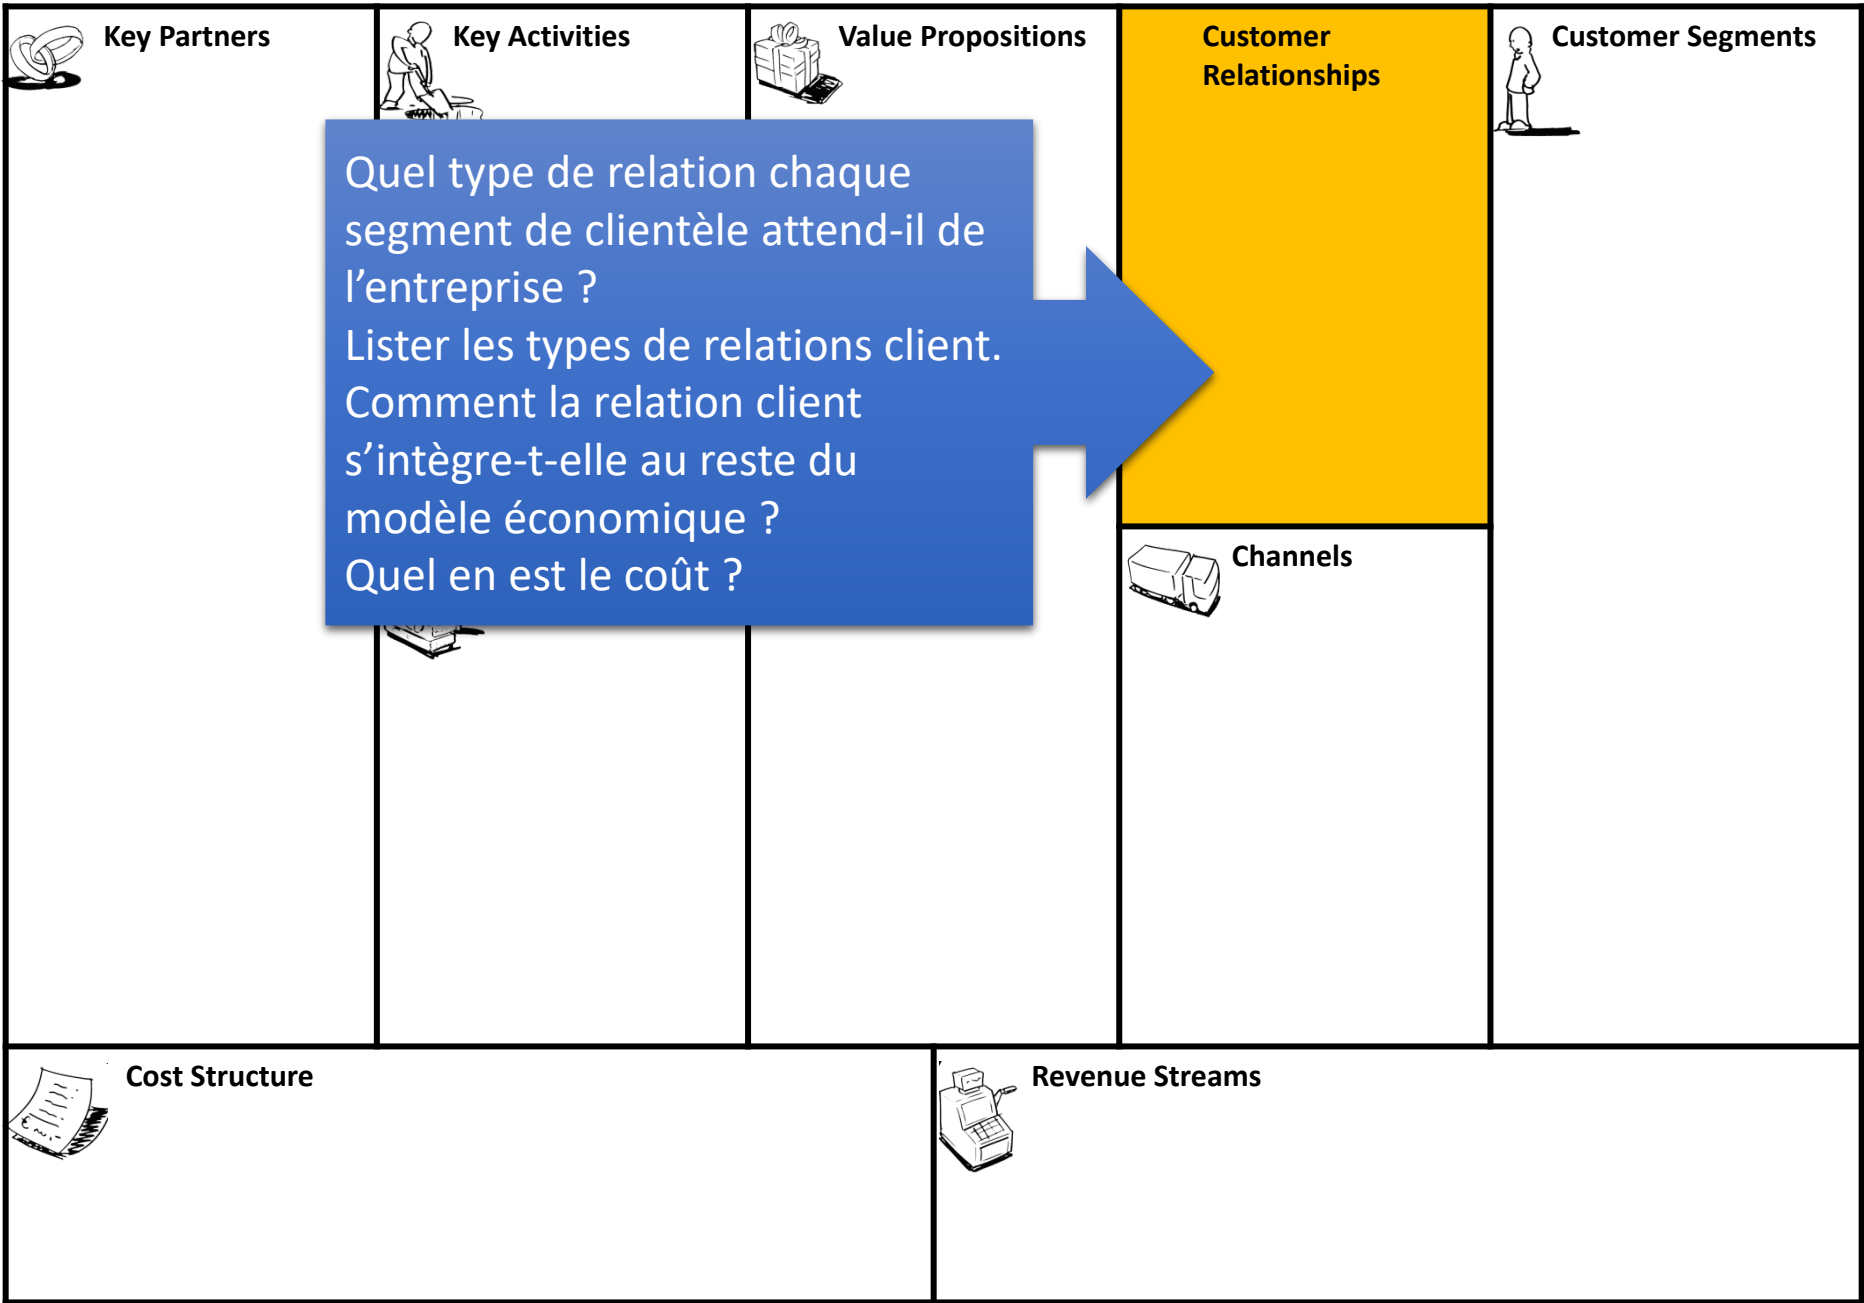 Key Partners
Key Activities
Value Propositions
Customer
Relationships
Customer Segments
Quel type de relation chaque
segment de clientèle attend-il de
l’entreprise ?
Lister les types de relations client.
Comment la relation client
s’intègre-t-elle au reste du
modèle économique ?
Quel en est le coût ?
Channels
Cost Structure
Revenue Streams